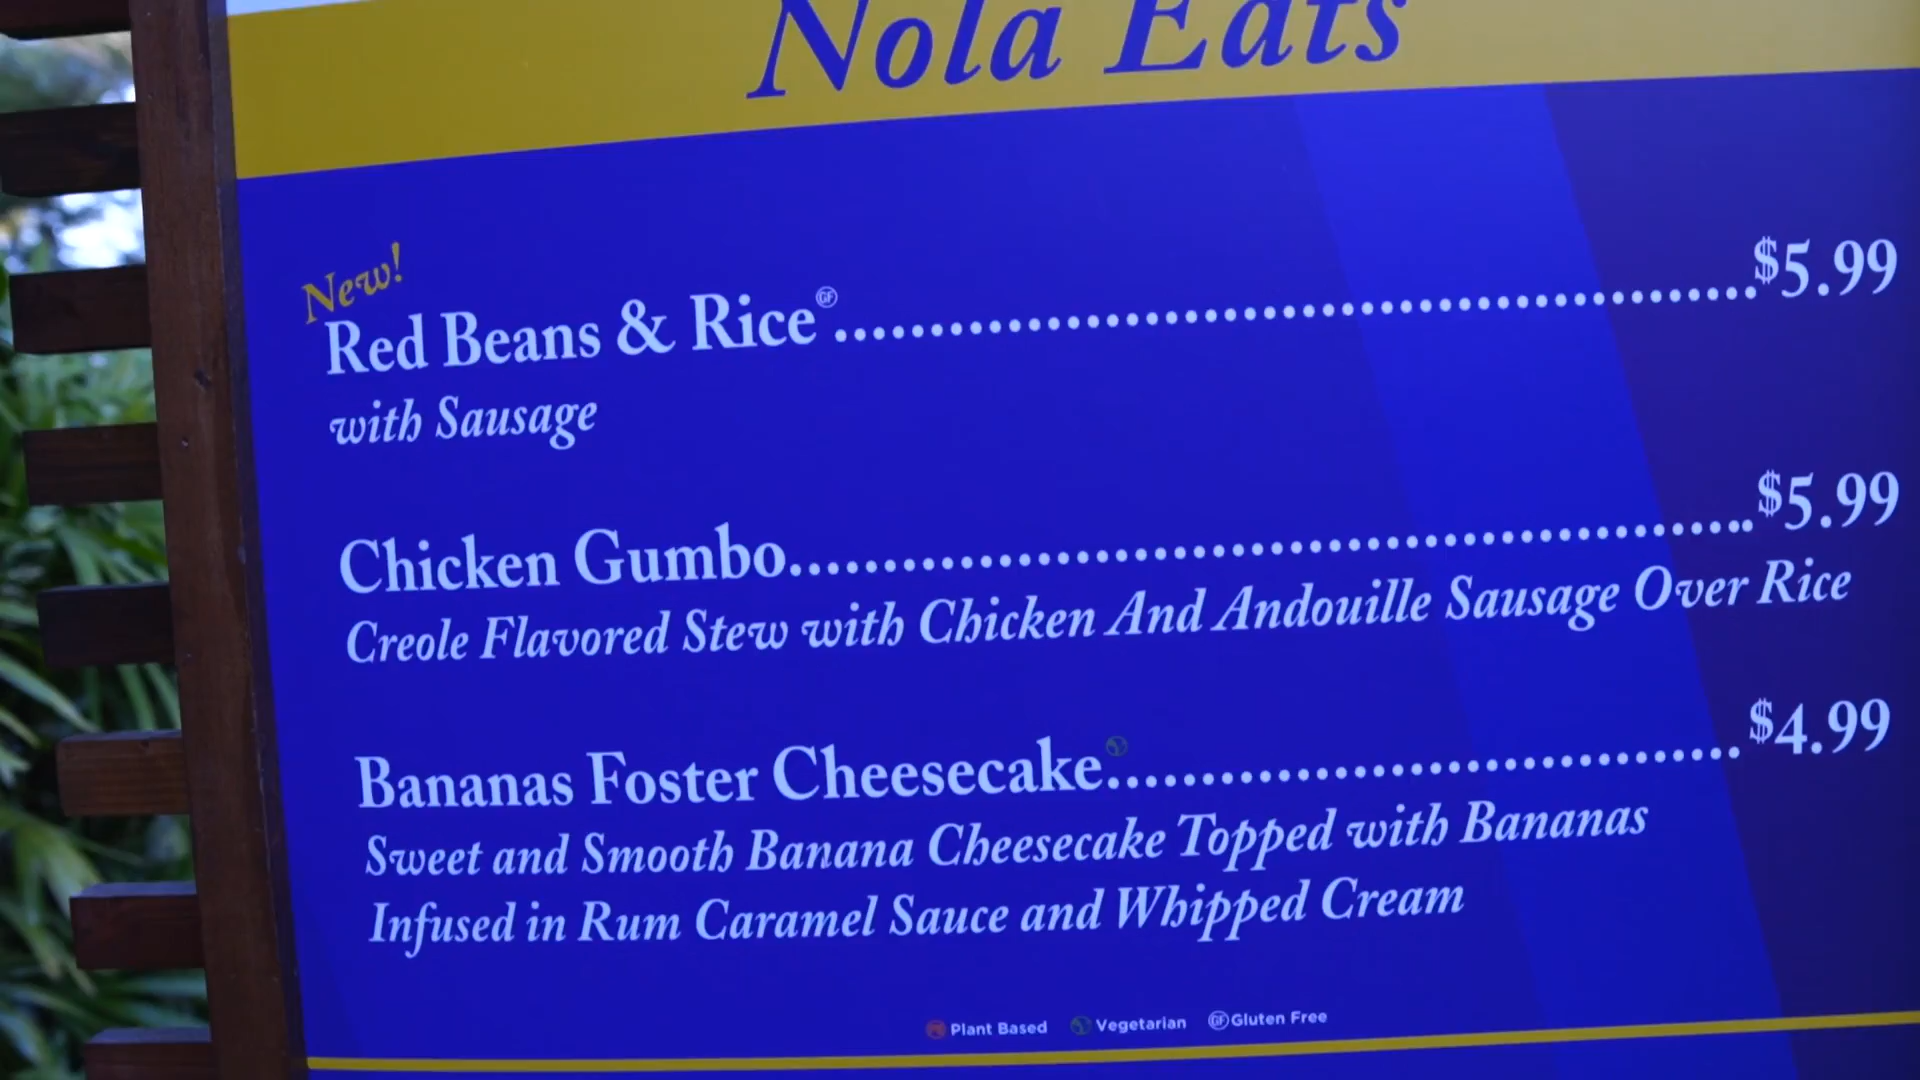 Nola Eats
New!
Red Beans & Rice GF........................................$5.99
with Sausage
Chicken Gumbo........................................$5.99
Creole Flavored Stew with Chicken And Andouille Sausage Over Rice
Bananas Foster Cheesecake...........................$4.99
Sweet and Smooth Banana Cheesecake Topped with Bananas
Infused in Rum Caramel Sauce and Whipped Cream
Plant Based V Vegetarian GF Gluten Free